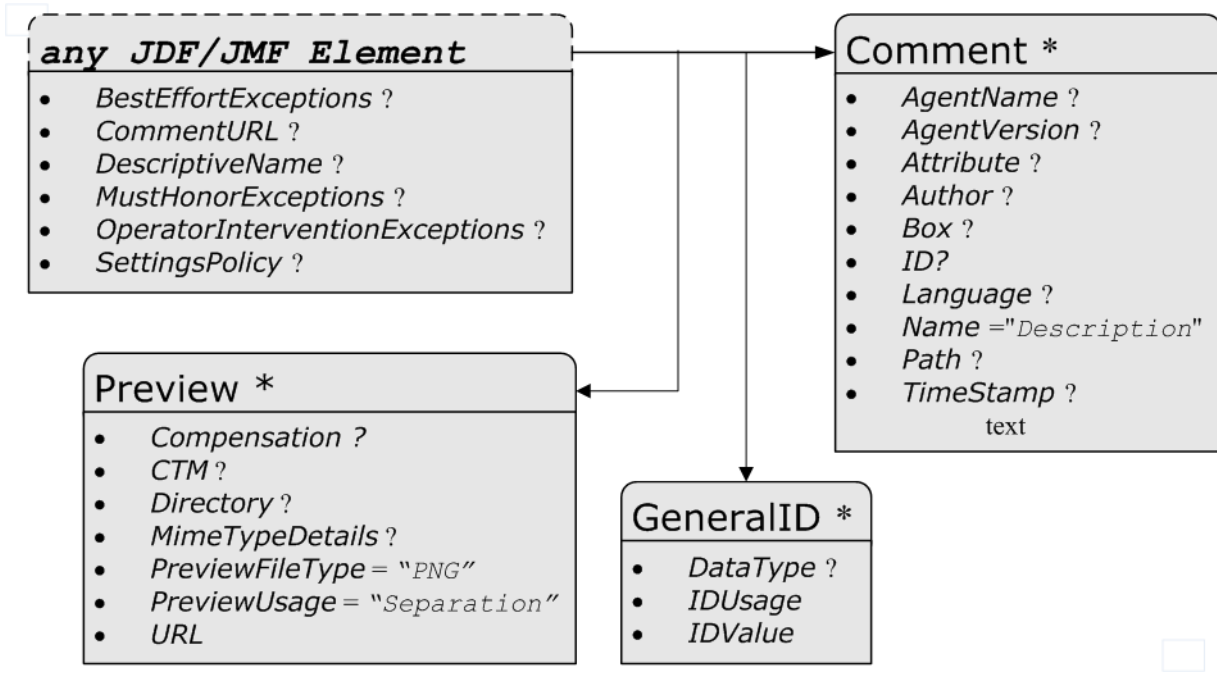 any JDF/JMF Element
• BestEffortExceptions ?
• CommentURL ?
• DescriptiveName ?
• MustHonorExceptions ?
• OperatorInterventionExceptions ?
• SettingsPolicy ?
Comment *
• AgentName ?
• AgentVersion ?
• Attribute ?
• Author ?
• Box ?
• ID?
• Language ?
• Name ="Description"
• Path ?
• TimeStamp ?
text
Preview *
• Compensation ?
• CTM ?
• Directory ?
• MimeTypeDetails ?
• PreviewFileType = “PNG”
• PreviewUsage = “Separation”
• URL
GeneralID *
• DataType ?
• IDUsage
• IDValue